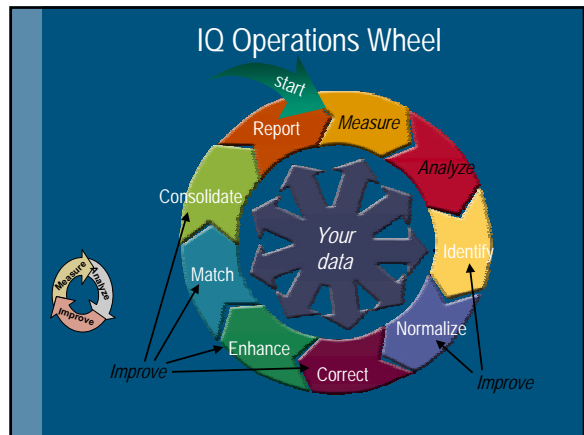 IQ Operations Wheel
start
Report
Measure
Analyze
Consolidate
Your
data
Identify
Measure
Analyze
Improve
Match
Normalize
Enhance
Correct
Improve
Improve